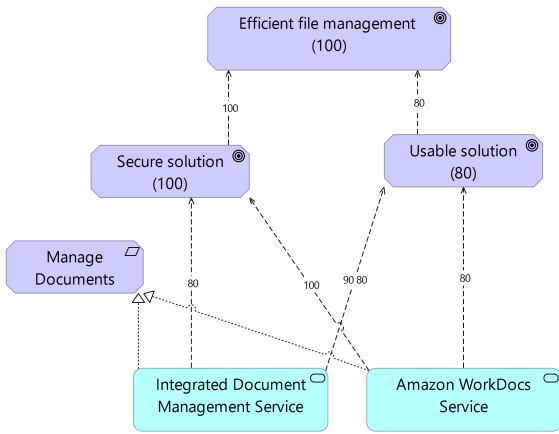 Efficient file management
(100)
100
80
Secure solution
(100)
Usable solution
(80)
Manage
Documents
80
100
90 80
80
Integrated Document
Management Service
Amazon WorkDocs
Service